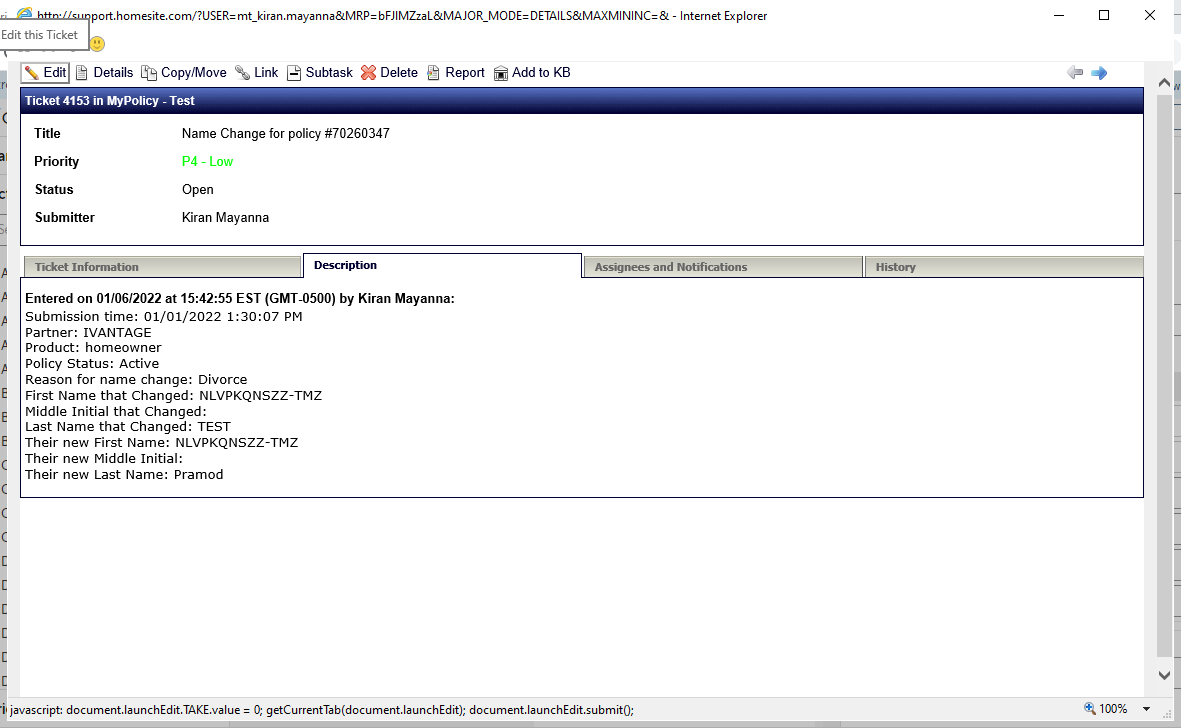 http://support.homesite.com/?USER=mt_kiran.mayanna&MRP=bFJIMZzaL&MAJOR_MODE=DETAILS&MAXMININC=& - Internet Explorer
Edit this Ticket
Edit Details Copy/Move Link Subtask Delete Report Add to KB
Ticket 4153 in MyPolicy - Test
Title Name Change for policy #70260347
Priority P4 - Low
Status Open
Submitter Kiran Mayanna
Ticket Information Description Assignees and Notifications History
Entered on 01/06/2022 at 15:42:55 EST (GMT-0500) by Kiran Mayanna:
Submission time: 01/01/2022 1:30:07 PM
Partner: IVANTAGE
Product: homeowner
Policy Status: Active
Reason for name change: Divorce
First Name that Changed: NLVPKQNSZZ-TMZ
Middle Initial that Changed:
Last Name that Changed: TEST
Their new First Name: NLVPKQNSZZ-TMZ
Their new Middle Initial:
Their new Last Name: Pramod
javascript: document.launchEdit.TAKE.value = 0; getCurrentTab(document.launchEdit); document.launchEdit.submit();
100%